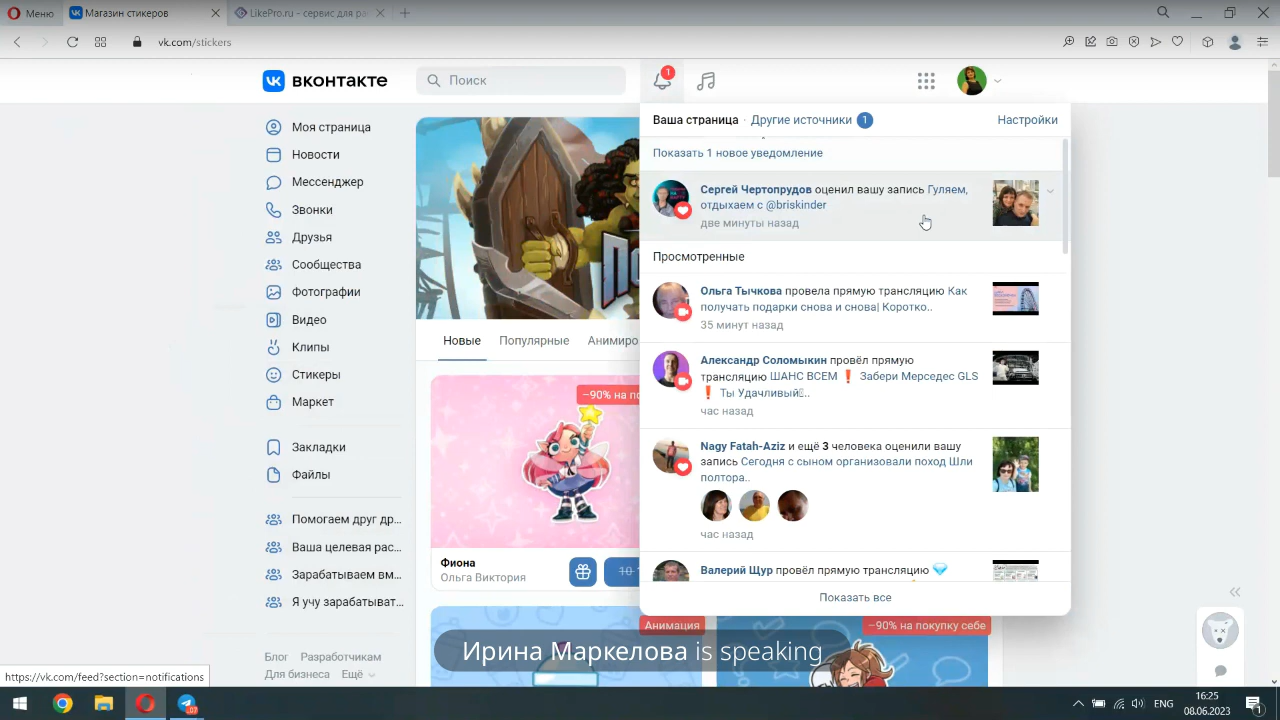 Меню
Магазин стикеров
LikePro.ru – сервис для рас
vk.com/stickers
вконтакте
Поиск
1
Моя страница
Новости
Мессенджер
Звонки
Друзья
Сообщества
Фотографии
Видео
Клипы
Стикеры
Маркет
Закладки
Файлы
Помогаем друг др...
Ваша целевая рас...
Зарабатываем вм...
Я учу зарабатыват...
Блог Разработчикам
Для бизнеса Ещё
Новые Популярные Анимиро
−90% на по
Фиона
Ольга Виктория
Ваша страница · Другие источники 1 Настройки
Показать 1 новое уведомление
Сергей Чертопрудов оценил вашу запись Гуляем,
отдыхаем с @briskinder
две минуты назад
Просмотренные
Ольга Тычкова провела прямую трансляцию Как
получать подарки снова и снова| Коротко..
35 минут назад
Александр Соломыкин провёл прямую
трансляцию ШАНС ВСЕМ ❗ Забери Мерседес GLS
❗ Ты Удачливый..
час назад
Nagy Fatah-Aziz и ещё 3 человека оценили вашу
запись Сегодня с сыном организовали поход Шли
полтора..
час назад
Валерий Щур провёл прямую трансляцию 💎
Показать все
Анимация
−90% на покупку себе
Ирина Маркелова is speaking
https://vk.com/feed?section=notifications
ENG
16:25
08.06.2023
1